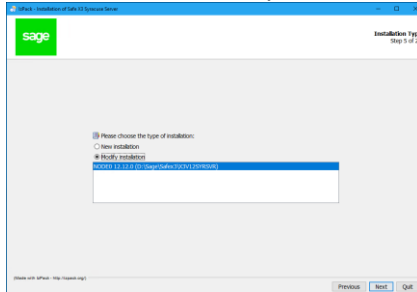 IzPack - Installation of Safe X3 Syracuse Server
sage
Installation Typ
Step 5 of 2
Please choose the type of installation:
New installation
Modify installation
NODE0 12.12.0 (D:\Sage\SafeX3\X3V12SYRSVR)
(Made with IzPack - http://izpack.org/)
Previous
Next
Quit